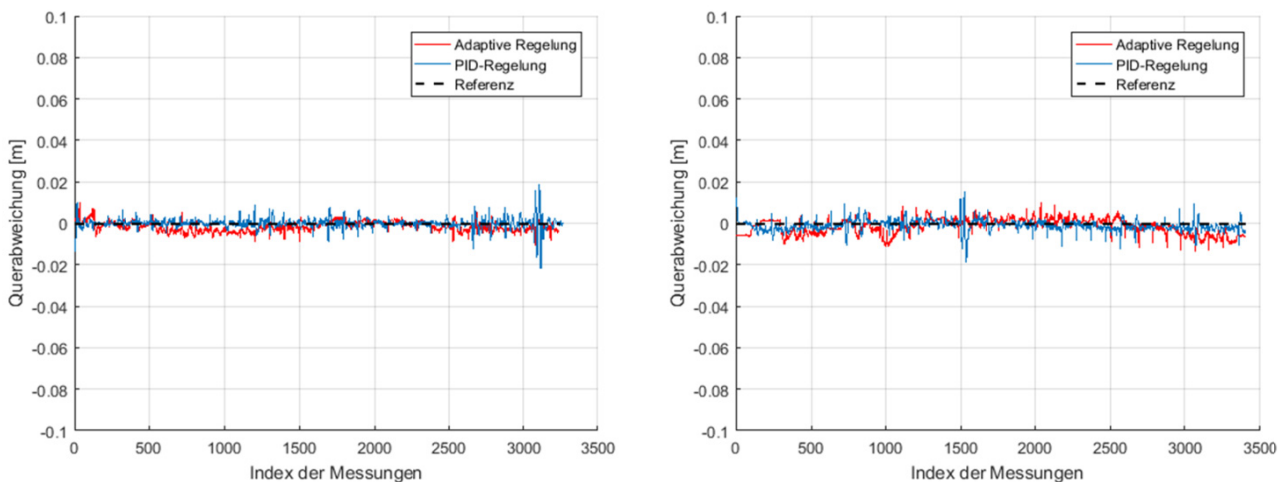 0.1
0.08
0.06
0.04
0.02
0
-0.02
-0.04
-0.06
-0.08
-0.1
Querabweichung [m]
Adaptive Regelung
PID-Regelung
Referenz
0 500 1000 1500 2000 2500 3000 3500
Index der Messungen
0.1
0.08
0.06
0.04
0.02
0
-0.02
-0.04
-0.06
-0.08
-0.1
Querabweichung [m]
Adaptive Regelung
PID-Regelung
Referenz
0 500 1000 1500 2000 2500 3000 3500
Index der Messungen